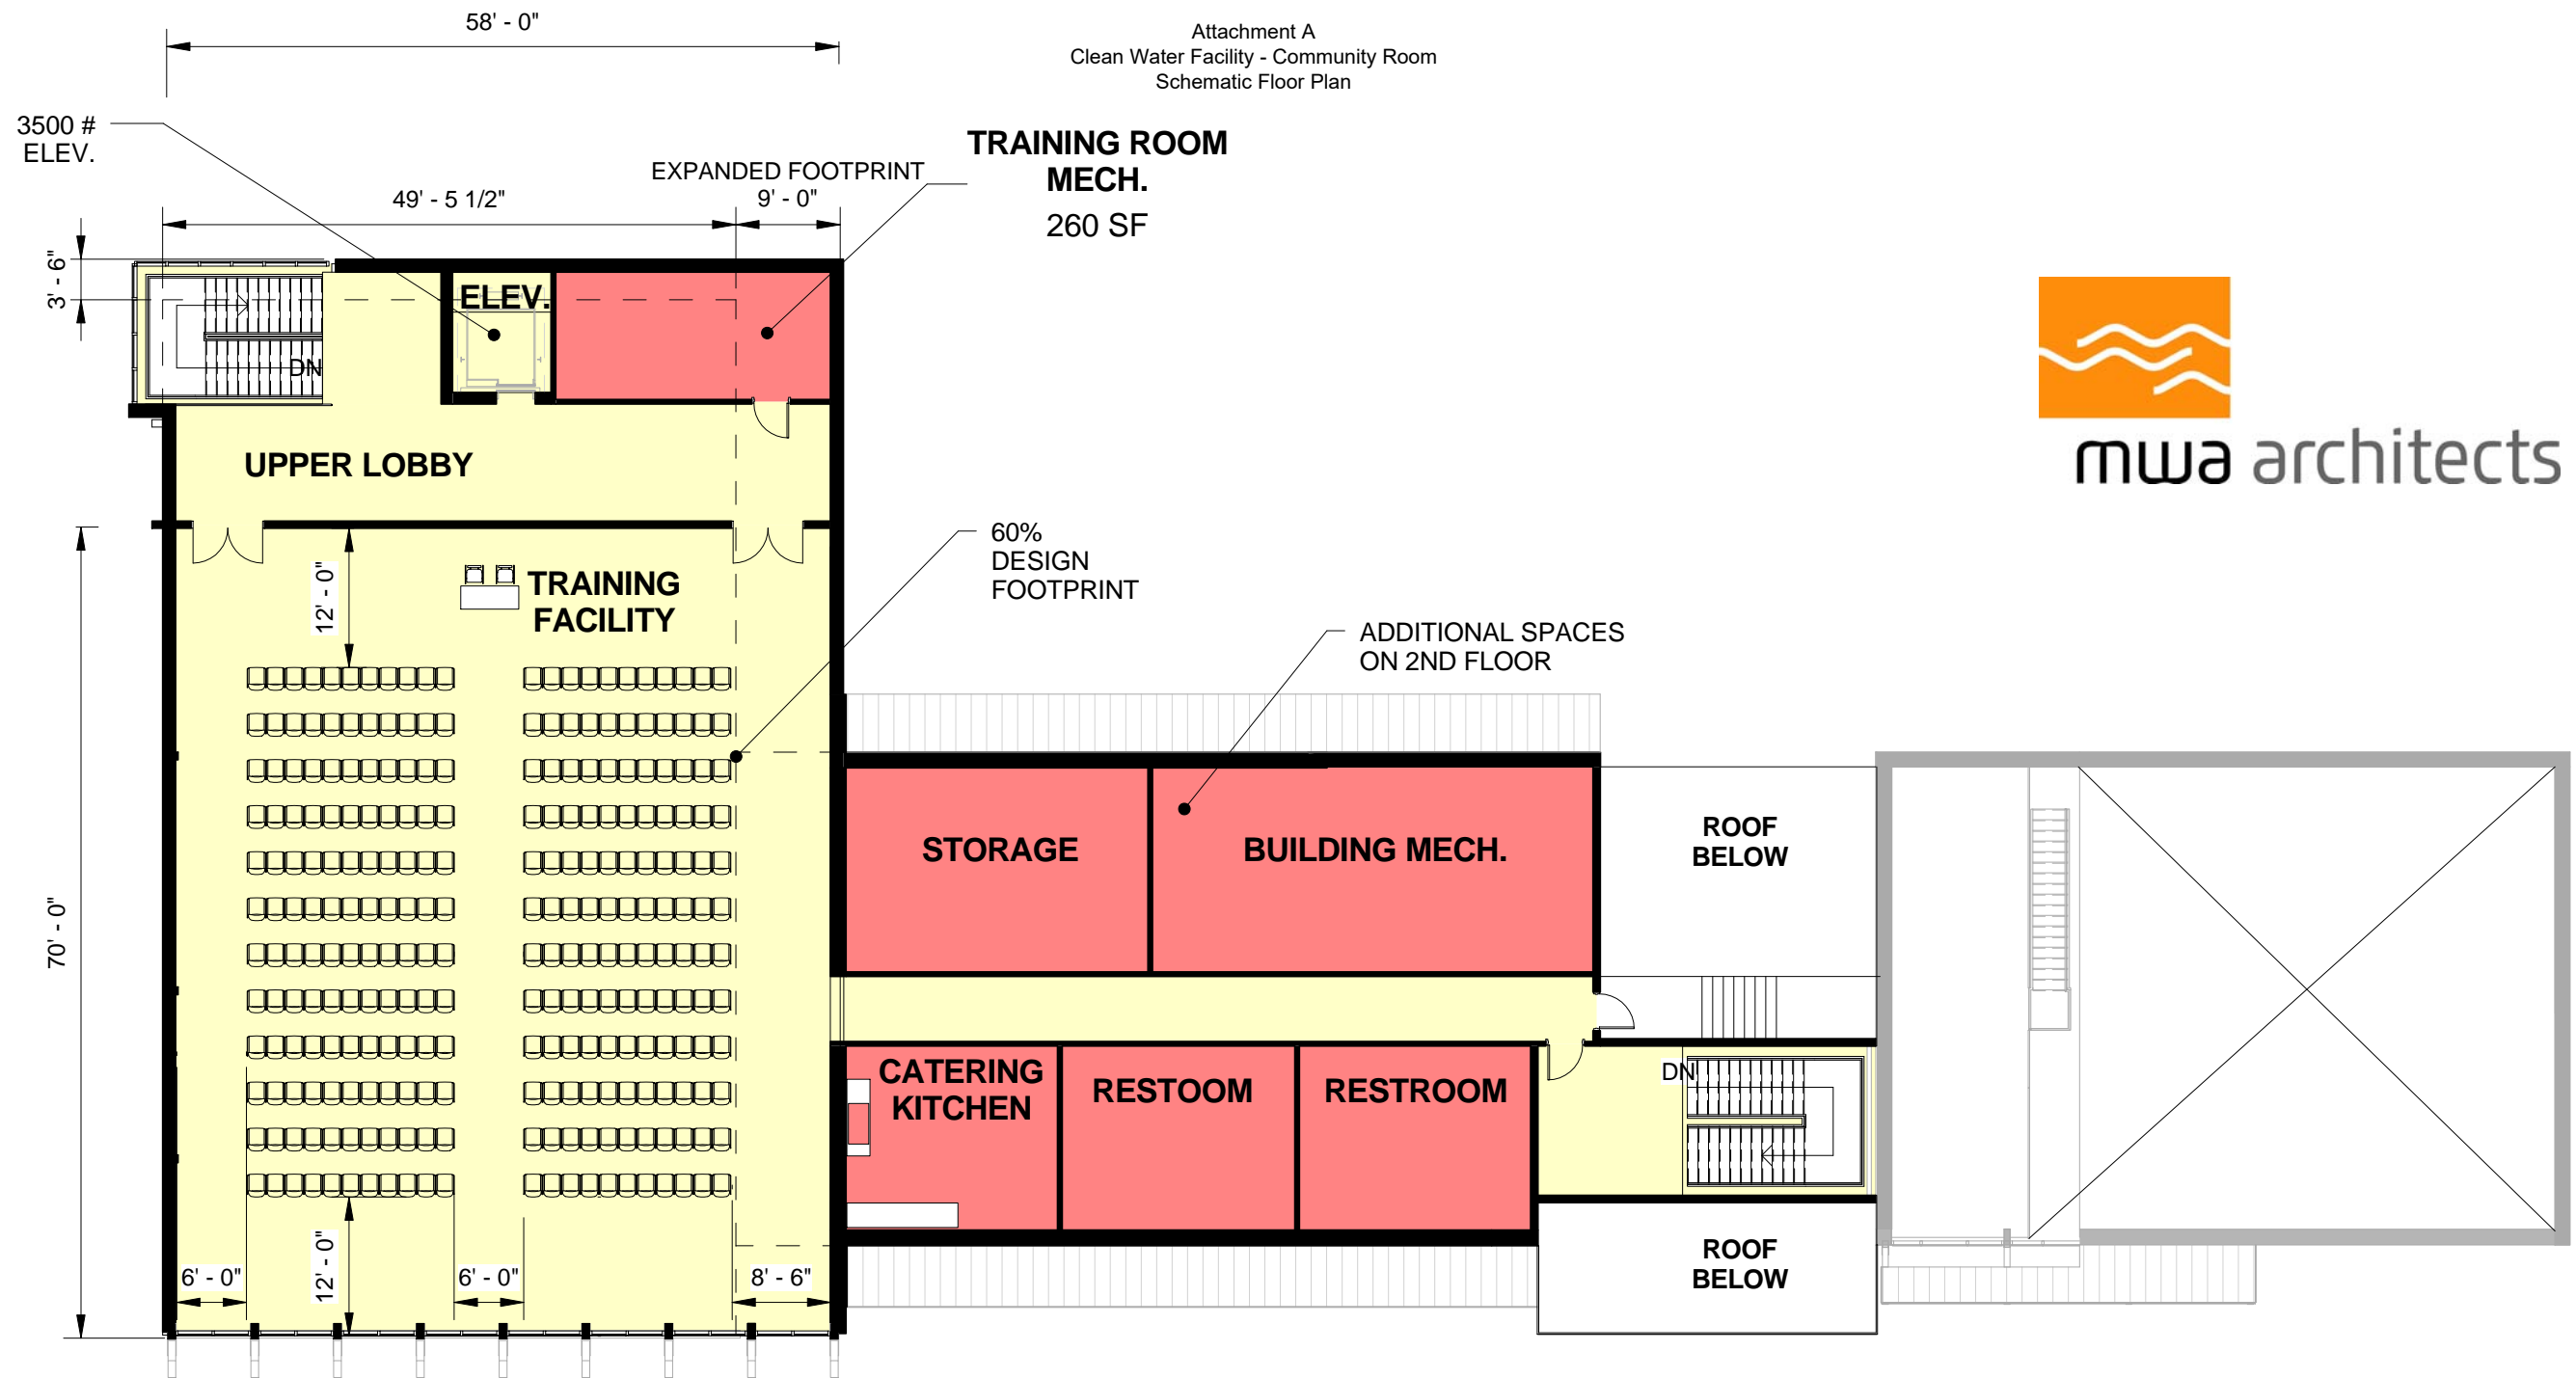 58' - 0"
Attachment A
Clean Water Facility - Community Room
Schematic Floor Plan
3500 #
ELEV.
TRAINING ROOM
MECH.
260 SF
EXPANDED FOOTPRINT
49' - 5 1/2"
9' - 0"
3' - 6"
ELEV.
DN
UPPER LOBBY
mwa architects
60%
DESIGN
FOOTPRINT
12' - 0"
TRAINING
FACILITY
ADDITIONAL SPACES
ON 2ND FLOOR
70' - 0"
STORAGE
BUILDING MECH.
ROOF
BELOW
CATERING
KITCHEN
RESTOOM
RESTROOM
DN
6' - 0"
12' - 0"
6' - 0"
8' - 6"
ROOF
BELOW